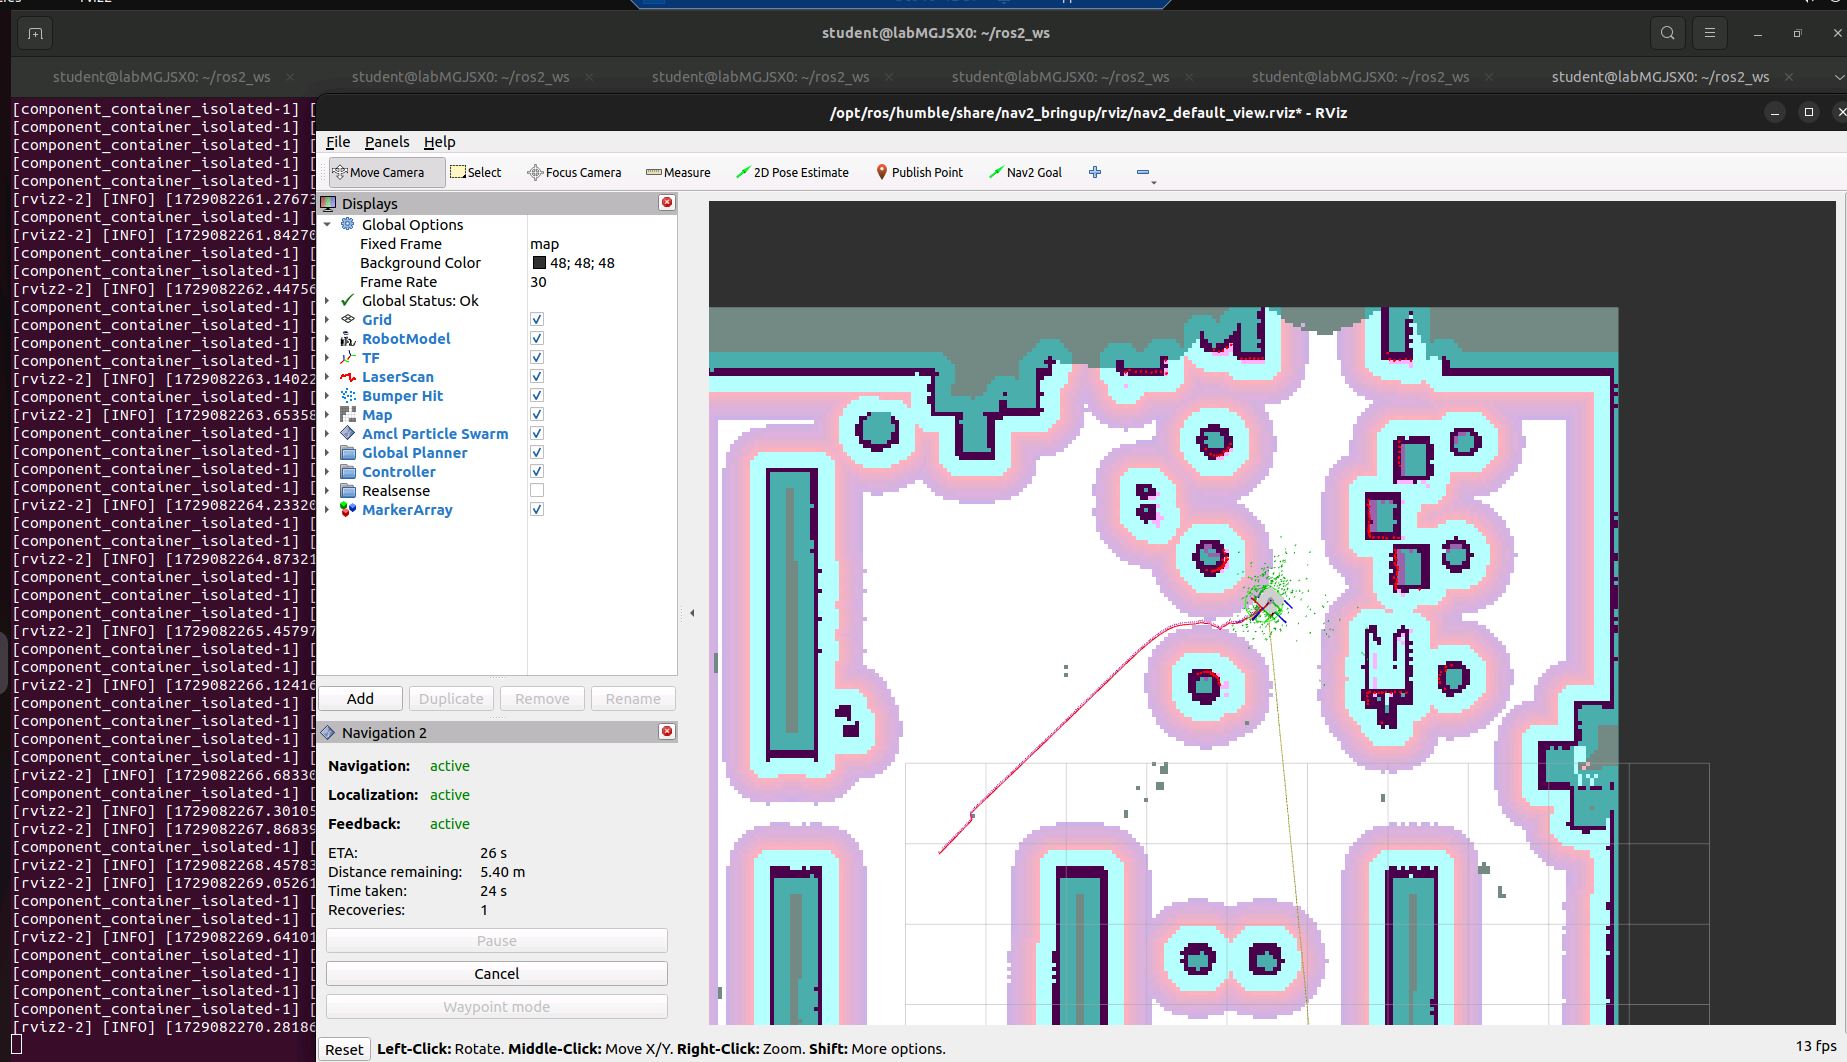 student@labMGJSX0: ~/ros2_ws
student@labMGJSX0: ~/ros2_ws
student@labMGJSX0: ~/ros2_ws
student@labMGJSX0: ~/ros2_ws
student@labMGJSX0: ~/ros2_ws
student@labMGJSX0: ~/ros2_ws
student@labMGJSX0: ~/ros2_ws
[component_container_isolated-1] [
[component_container_isolated-1] [
[component_container_isolated-1] [
[component_container_isolated-1] [
[component_container_isolated-1] [
[rviz2-2] [INFO] [1729082261.27673
[component_container_isolated-1] [
[rviz2-2] [INFO] [1729082261.84270
[component_container_isolated-1] [
[component_container_isolated-1] [
[rviz2-2] [INFO] [1729082262.44756
[component_container_isolated-1] [
[component_container_isolated-1] [
[component_container_isolated-1] [
[component_container_isolated-1] [
[rviz2-2] [INFO] [1729082263.14022
[component_container_isolated-1] [
[rviz2-2] [INFO] [1729082263.65358
[component_container_isolated-1] [
[component_container_isolated-1] [
[component_container_isolated-1] [
[component_container_isolated-1] [
[rviz2-2] [INFO] [1729082264.23320
[component_container_isolated-1] [
[component_container_isolated-1] [
[rviz2-2] [INFO] [1729082264.87321
[component_container_isolated-1] [
[component_container_isolated-1] [
[component_container_isolated-1] [
[rviz2-2] [INFO] [1729082265.45797
[component_container_isolated-1] [
[component_container_isolated-1] [
[rviz2-2] [INFO] [1729082266.12416
[component_container_isolated-1] [
[component_container_isolated-1] [
[component_container_isolated-1] [
[component_container_isolated-1] [
[rviz2-2] [INFO] [1729082266.68330
[component_container_isolated-1] [
[rviz2-2] [INFO] [1729082267.30105
[rviz2-2] [INFO] [1729082267.86839
[component_container_isolated-1] [
[rviz2-2] [INFO] [1729082268.45783
[rviz2-2] [INFO] [1729082269.05261
[component_container_isolated-1] [
[component_container_isolated-1] [
[rviz2-2] [INFO] [1729082269.64101
[component_container_isolated-1] [
[component_container_isolated-1] [
[component_container_isolated-1] [
[component_container_isolated-1] [
[rviz2-2] [INFO] [1729082270.28186
/opt/ros/humble/share/nav2_bringup/rviz/nav2_default_view.rviz* - RViz
File Panels Help
Move Camera Select Focus Camera Measure 2D Pose Estimate Publish Point Nav2 Goal
Displays
Global Options
Fixed Frame map
Background Color 48; 48; 48
Frame Rate 30
Global Status: Ok
Grid
RobotModel
TF
LaserScan
Bumper Hit
Map
Amcl Particle Swarm
Global Planner
Controller
Realsense
MarkerArray
Add Duplicate Remove Rename
Navigation 2
Navigation: active
Localization: active
Feedback: active
ETA: 26 s
Distance remaining: 5.40 m
Time taken: 24 s
Recoveries: 1
Pause
Cancel
Waypoint mode
Reset Left-Click: Rotate. Middle-Click: Move X/Y. Right-Click: Zoom. Shift: More options. 13 fps